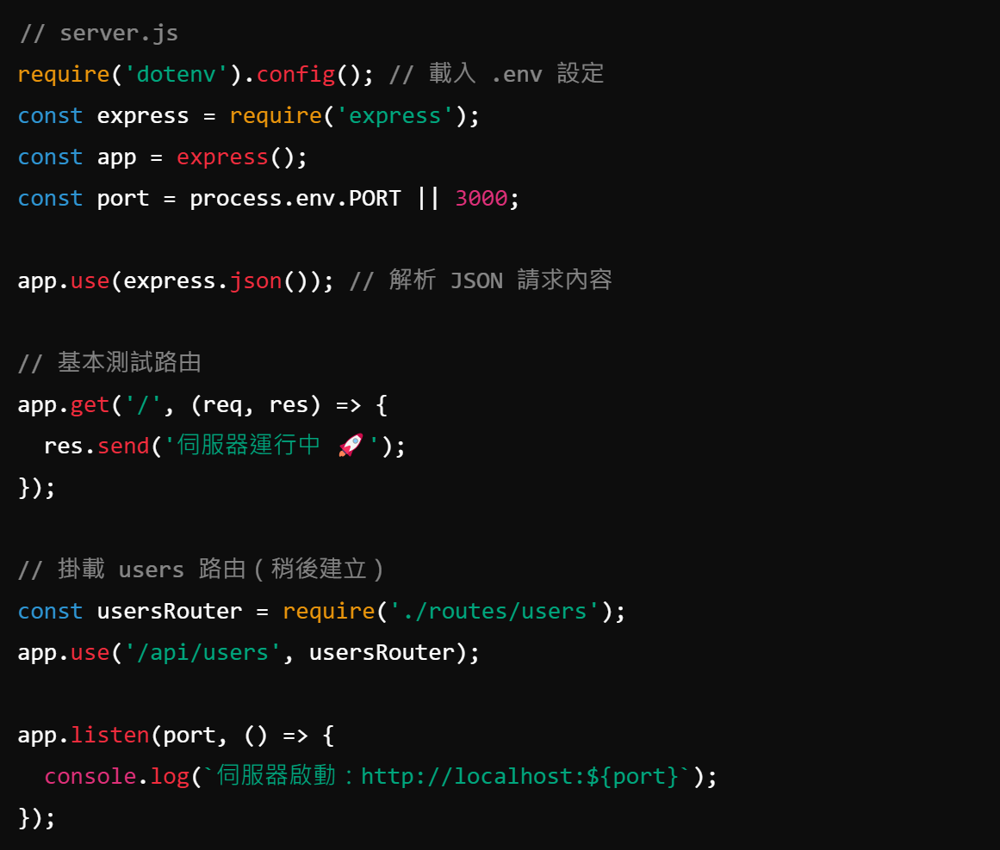 // server.js
require('dotenv').config(); // 載入 .env 設定
const express = require('express');
const app = express();
const port = process.env.PORT || 3000;

app.use(express.json()); // 解析 JSON 請求內容

// 基本測試路由
app.get('/', (req, res) => {
  res.send('伺服器運行中 🚀');
});

// 掛載 users 路由（稍後建立）
const usersRouter = require('./routes/users');
app.use('/api/users', usersRouter);

app.listen(port, () => {
  console.log(`伺服器啟動：http://localhost:${port}`);
});